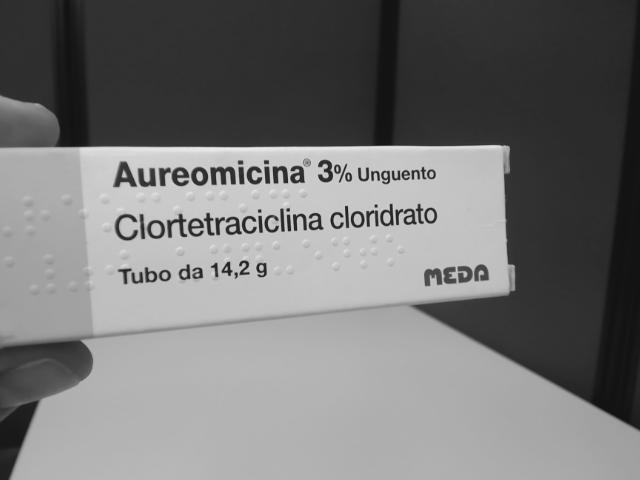 Aureomicina® 3% Unguento
Clortetraciclina cloridrato
Tubo da 14,2 g
MEDA